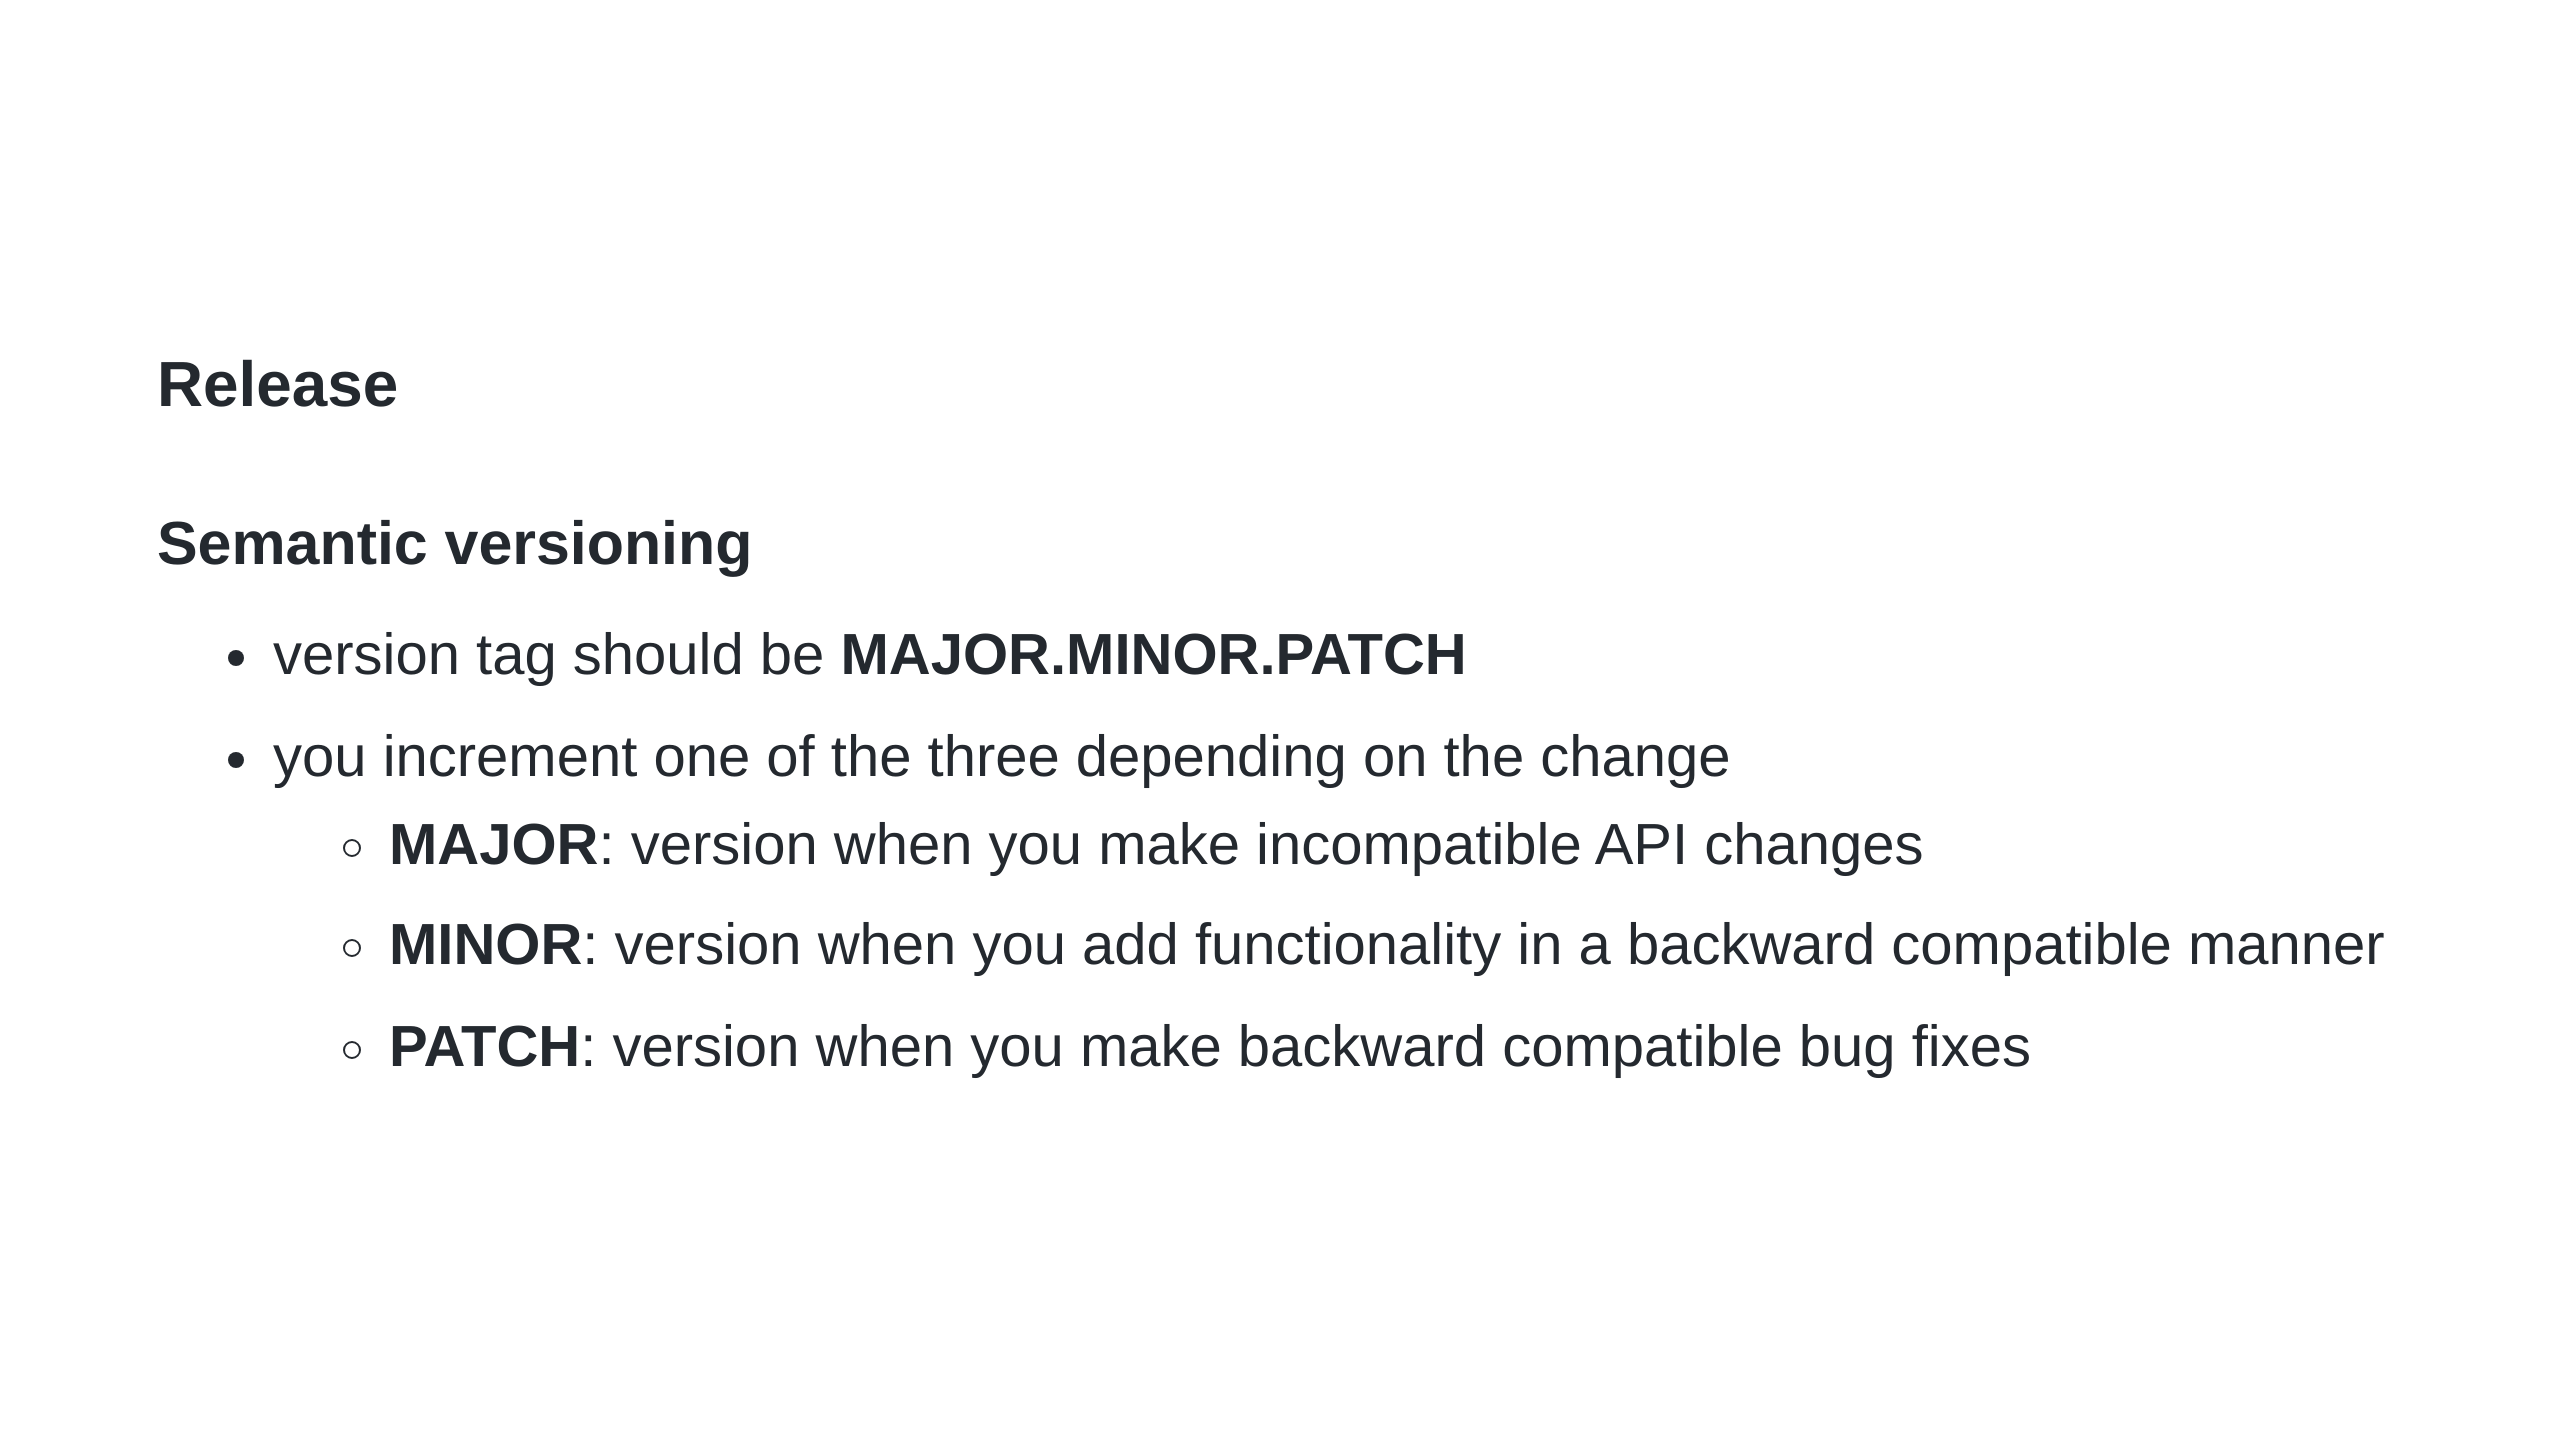 Release
Semantic versioning
• version tag should be MAJOR.MINOR.PATCH
• you increment one of the three depending on the change
◦ MAJOR: version when you make incompatible API changes
◦ MINOR: version when you add functionality in a backward compatible manner
◦ PATCH: version when you make backward compatible bug fixes